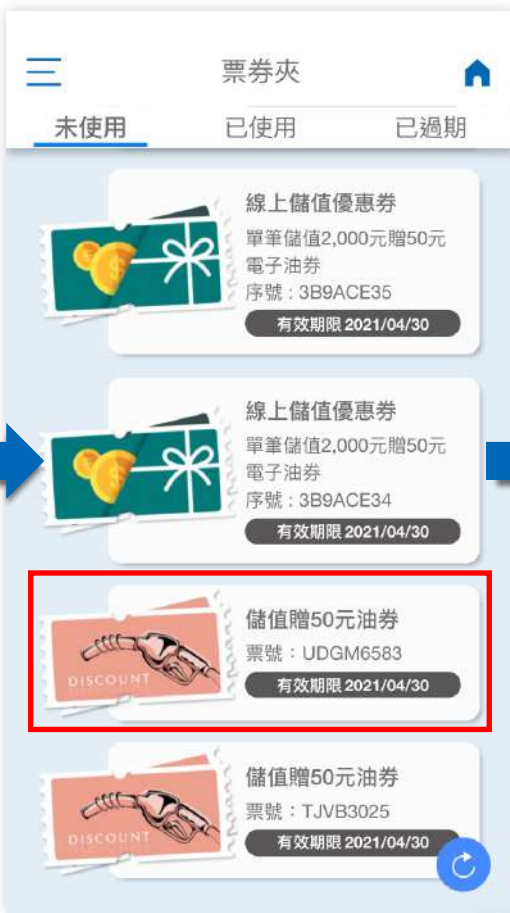 票券夾
未使用
已使用
已過期
線上儲值優惠券
單筆儲值2,000元贈50元
電子油券
序號：3B9ACE35
有效期限 2021/04/30
線上儲值優惠券
單筆儲值2,000元贈50元
電子油券
序號：3B9ACE34
有效期限 2021/04/30
DISCOUNT
儲值贈50元油券
票號：UDGM6583
有效期限 2021/04/30
DISCOUNT
儲值贈50元油券
票號：TJVB3025
有效期限 2021/04/30